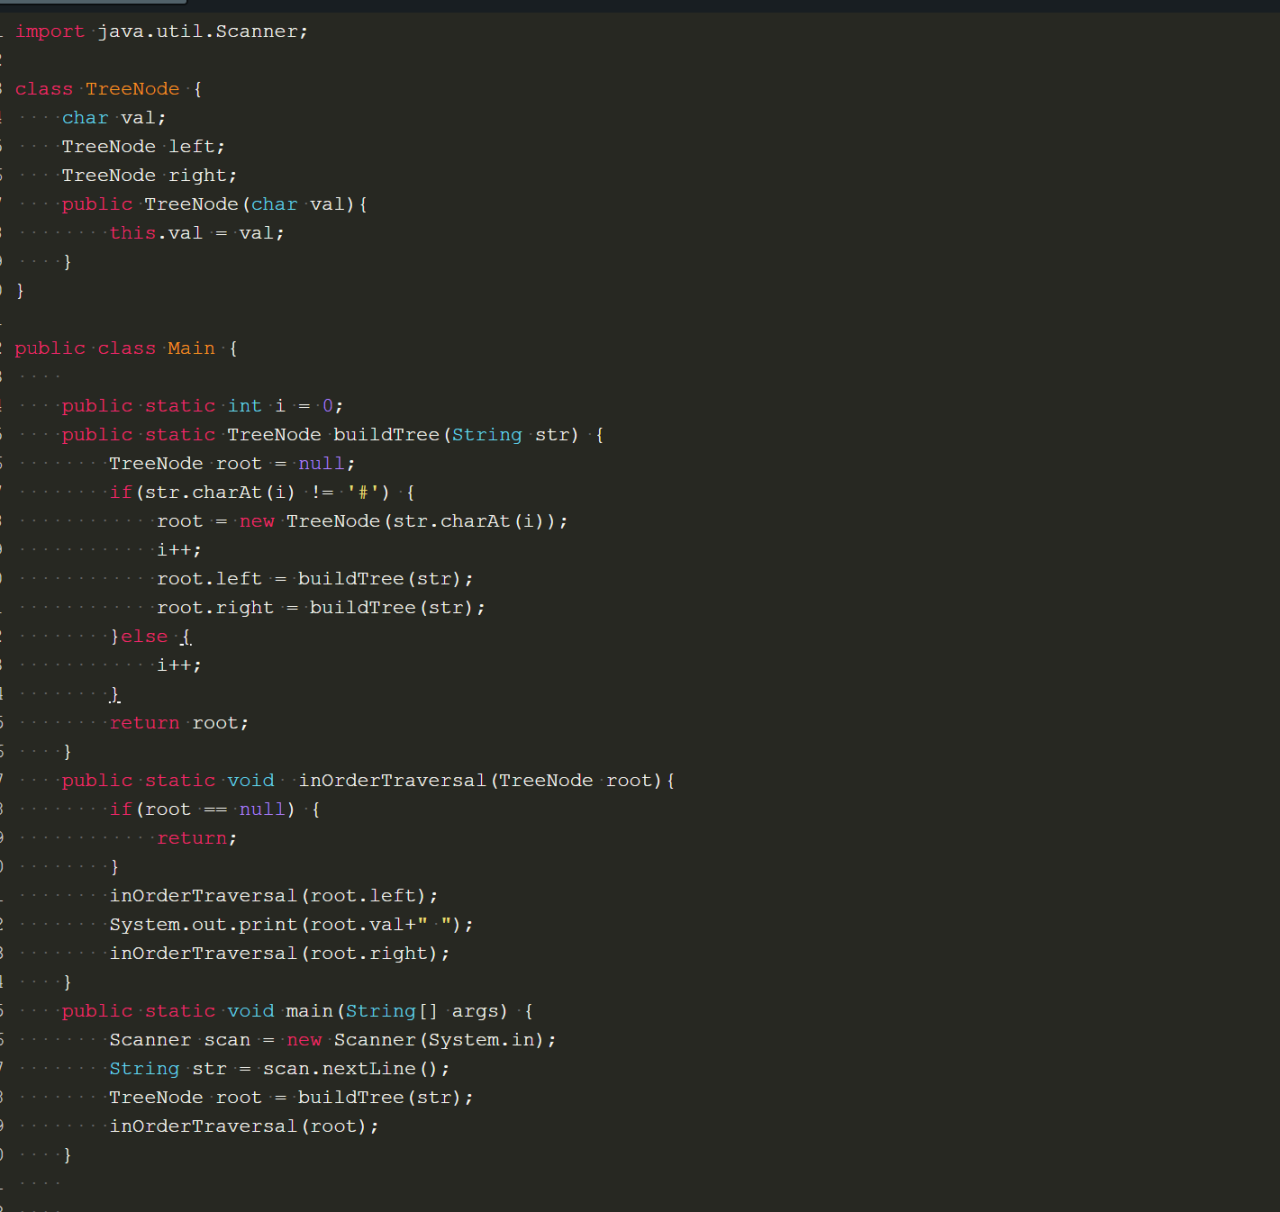 import java.util.Scanner;
class TreeNode {
    char val;
    TreeNode left;
    TreeNode right;
    public TreeNode(char val){
        this.val = val;
    }
}
public class Main {
    public static int i = 0;
    public static TreeNode buildTree(String str) {
        TreeNode root = null;
        if(str.charAt(i) != '#') {
            root = new TreeNode(str.charAt(i));
            i++;
            root.left = buildTree(str);
            root.right = buildTree(str);
        }else {
            i++;
        }
        return root;
    }
    public static void  inOrderTraversal(TreeNode root){
        if(root == null) {
            return;
        }
        inOrderTraversal(root.left);
        System.out.print(root.val+" ");
        inOrderTraversal(root.right);
    }
    public static void main(String[] args) {
        Scanner scan = new Scanner(System.in);
        String str = scan.nextLine();
        TreeNode root = buildTree(str);
        inOrderTraversal(root);
    }